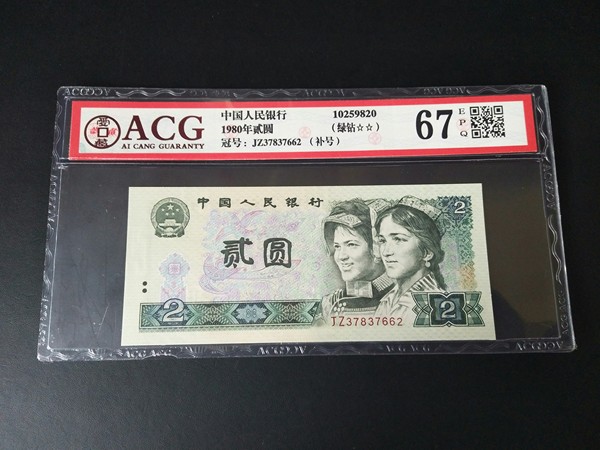 ACG
AI CANG GUARANTY
中国人民银行
1980年贰圆
冠号：JZ37837662（补号）
10259820
（绿钻☆☆）
67
EPQ
中国人民银行
贰圆
2
2
2
JZ37837662